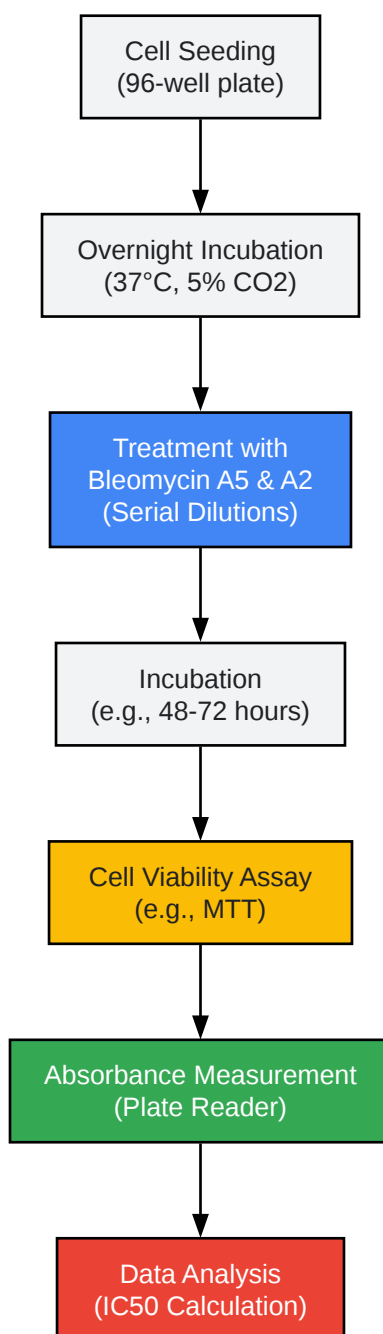 Cell Seeding
(96-well plate)
Overnight Incubation
(37°C, 5% CO2)
Treatment with
Bleomycin A5 & A2
(Serial Dilutions)
Incubation
(e.g., 48-72 hours)
Cell Viability Assay
(e.g., MTT)
Absorbance Measurement
(Plate Reader)
Data Analysis
(IC50 Calculation)